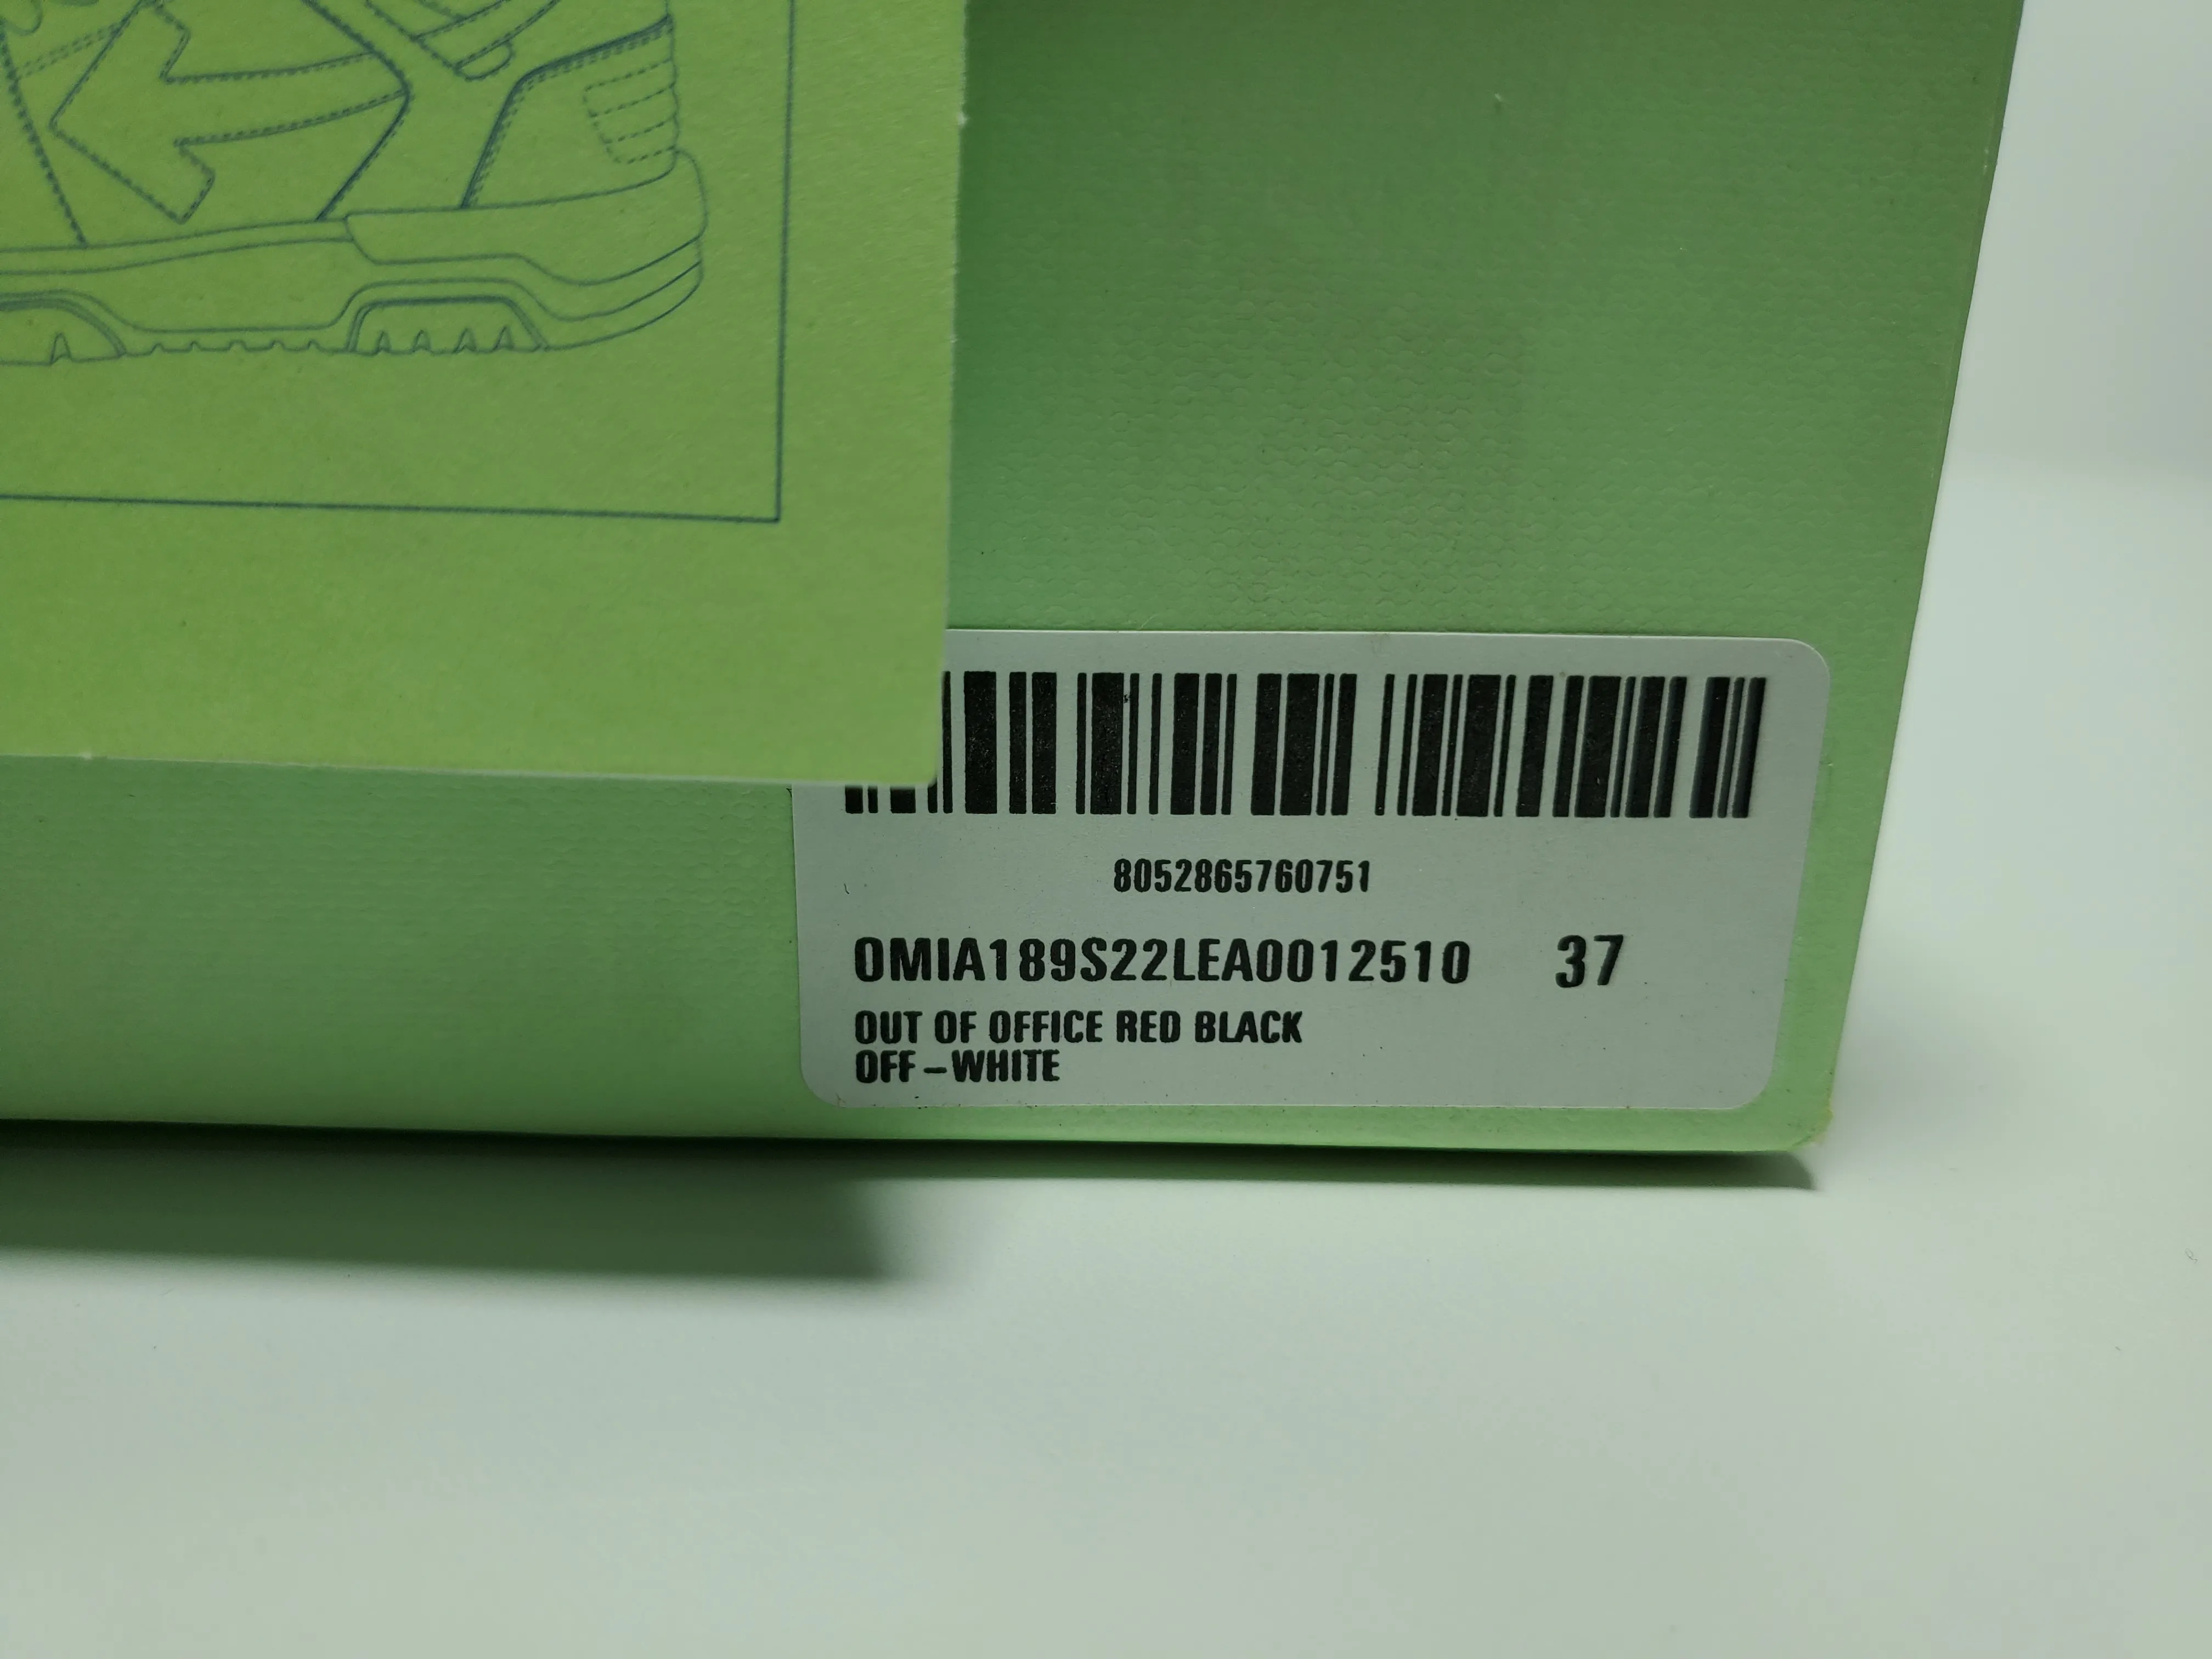 8052865760751
OMIA189S22LEA0012510 37
OUT OF OFFICE RED BLACK
OFF-WHITE